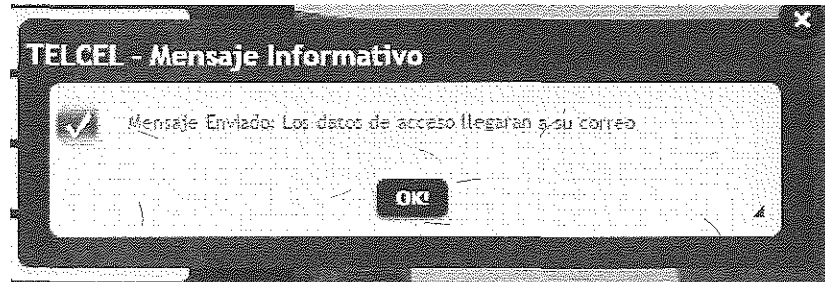 TELCEL - Mensaje Informativo
Mensaje Enviado: Los datos de acceso llegaran a su correo
OK!